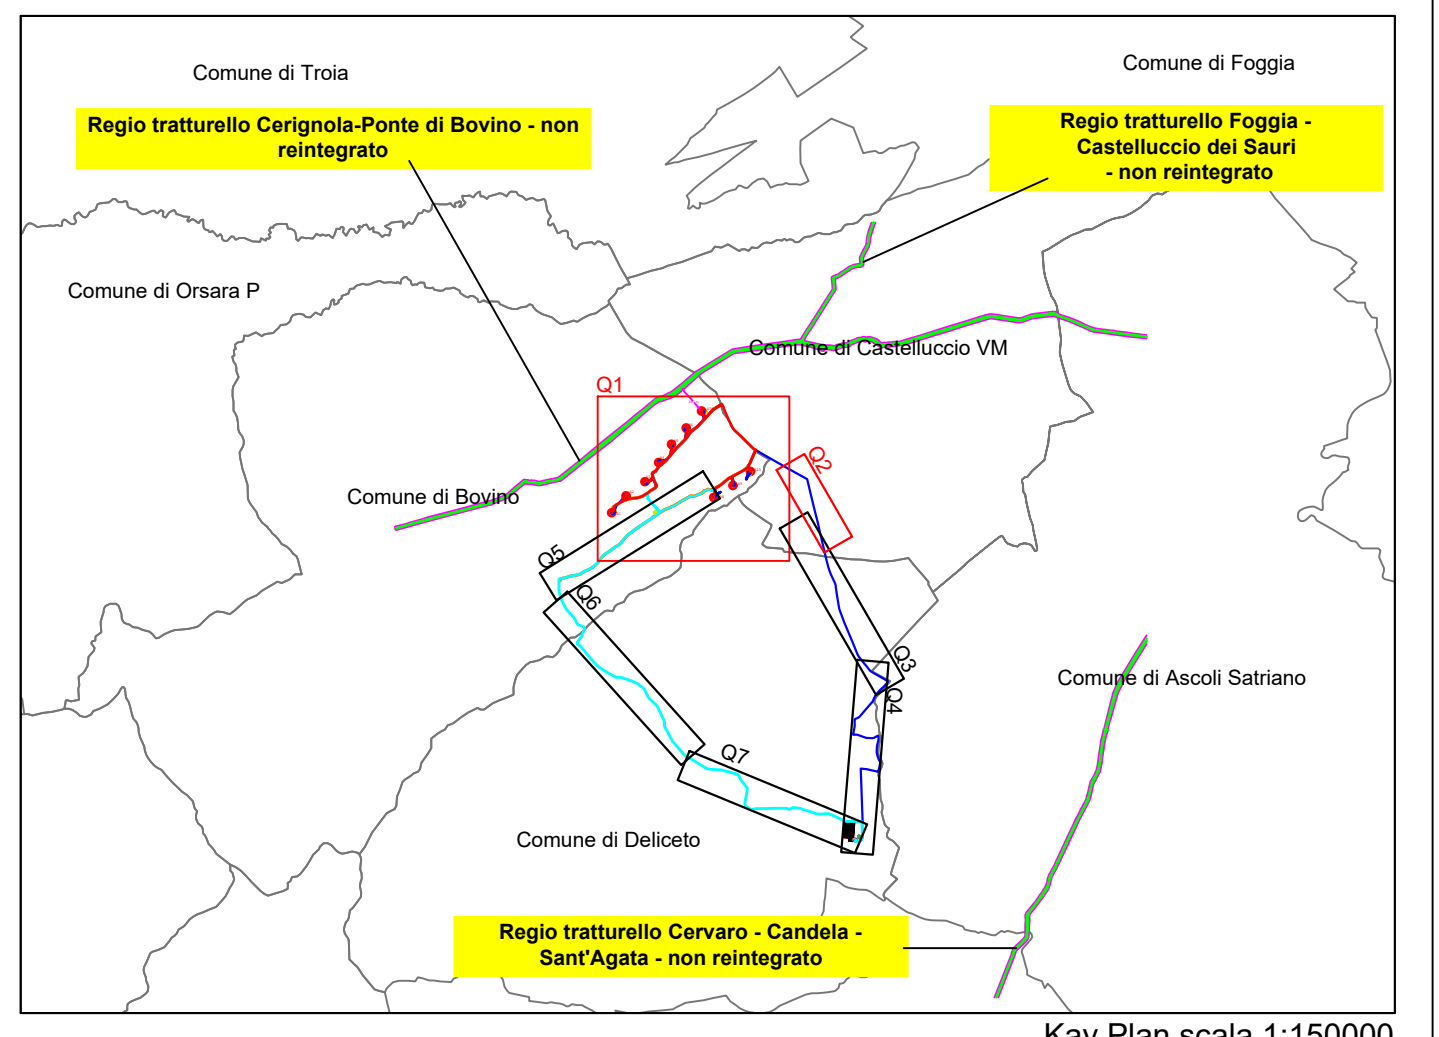 Comune di Troia
Comune di Foggia
Regio tratturello Cerignola-Ponte di Bovino - non
reintegrato
Regio tratturello Foggia -
Castelluccio dei Sauri
- non reintegrato
Comune di Orsara P
Comune di Castelluccio VM
Q1
Q2
Comune di Bovino
Q5
Q6
Q3
Q4
Comune di Ascoli Satriano
Q7
Comune di Deliceto
Regio tratturello Cervaro - Candela -
Sant'Agata - non reintegrato
Kay Plan scala 1:150000